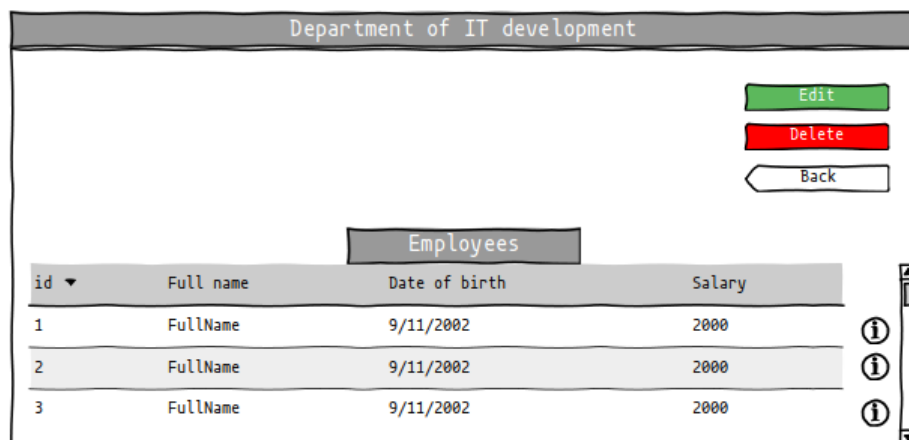 Department of IT development
Edit
Delete
Back
Employees
id Full name Date of birth Salary
1 FullName 9/11/2002 2000
2 FullName 9/11/2002 2000
3 FullName 9/11/2002 2000